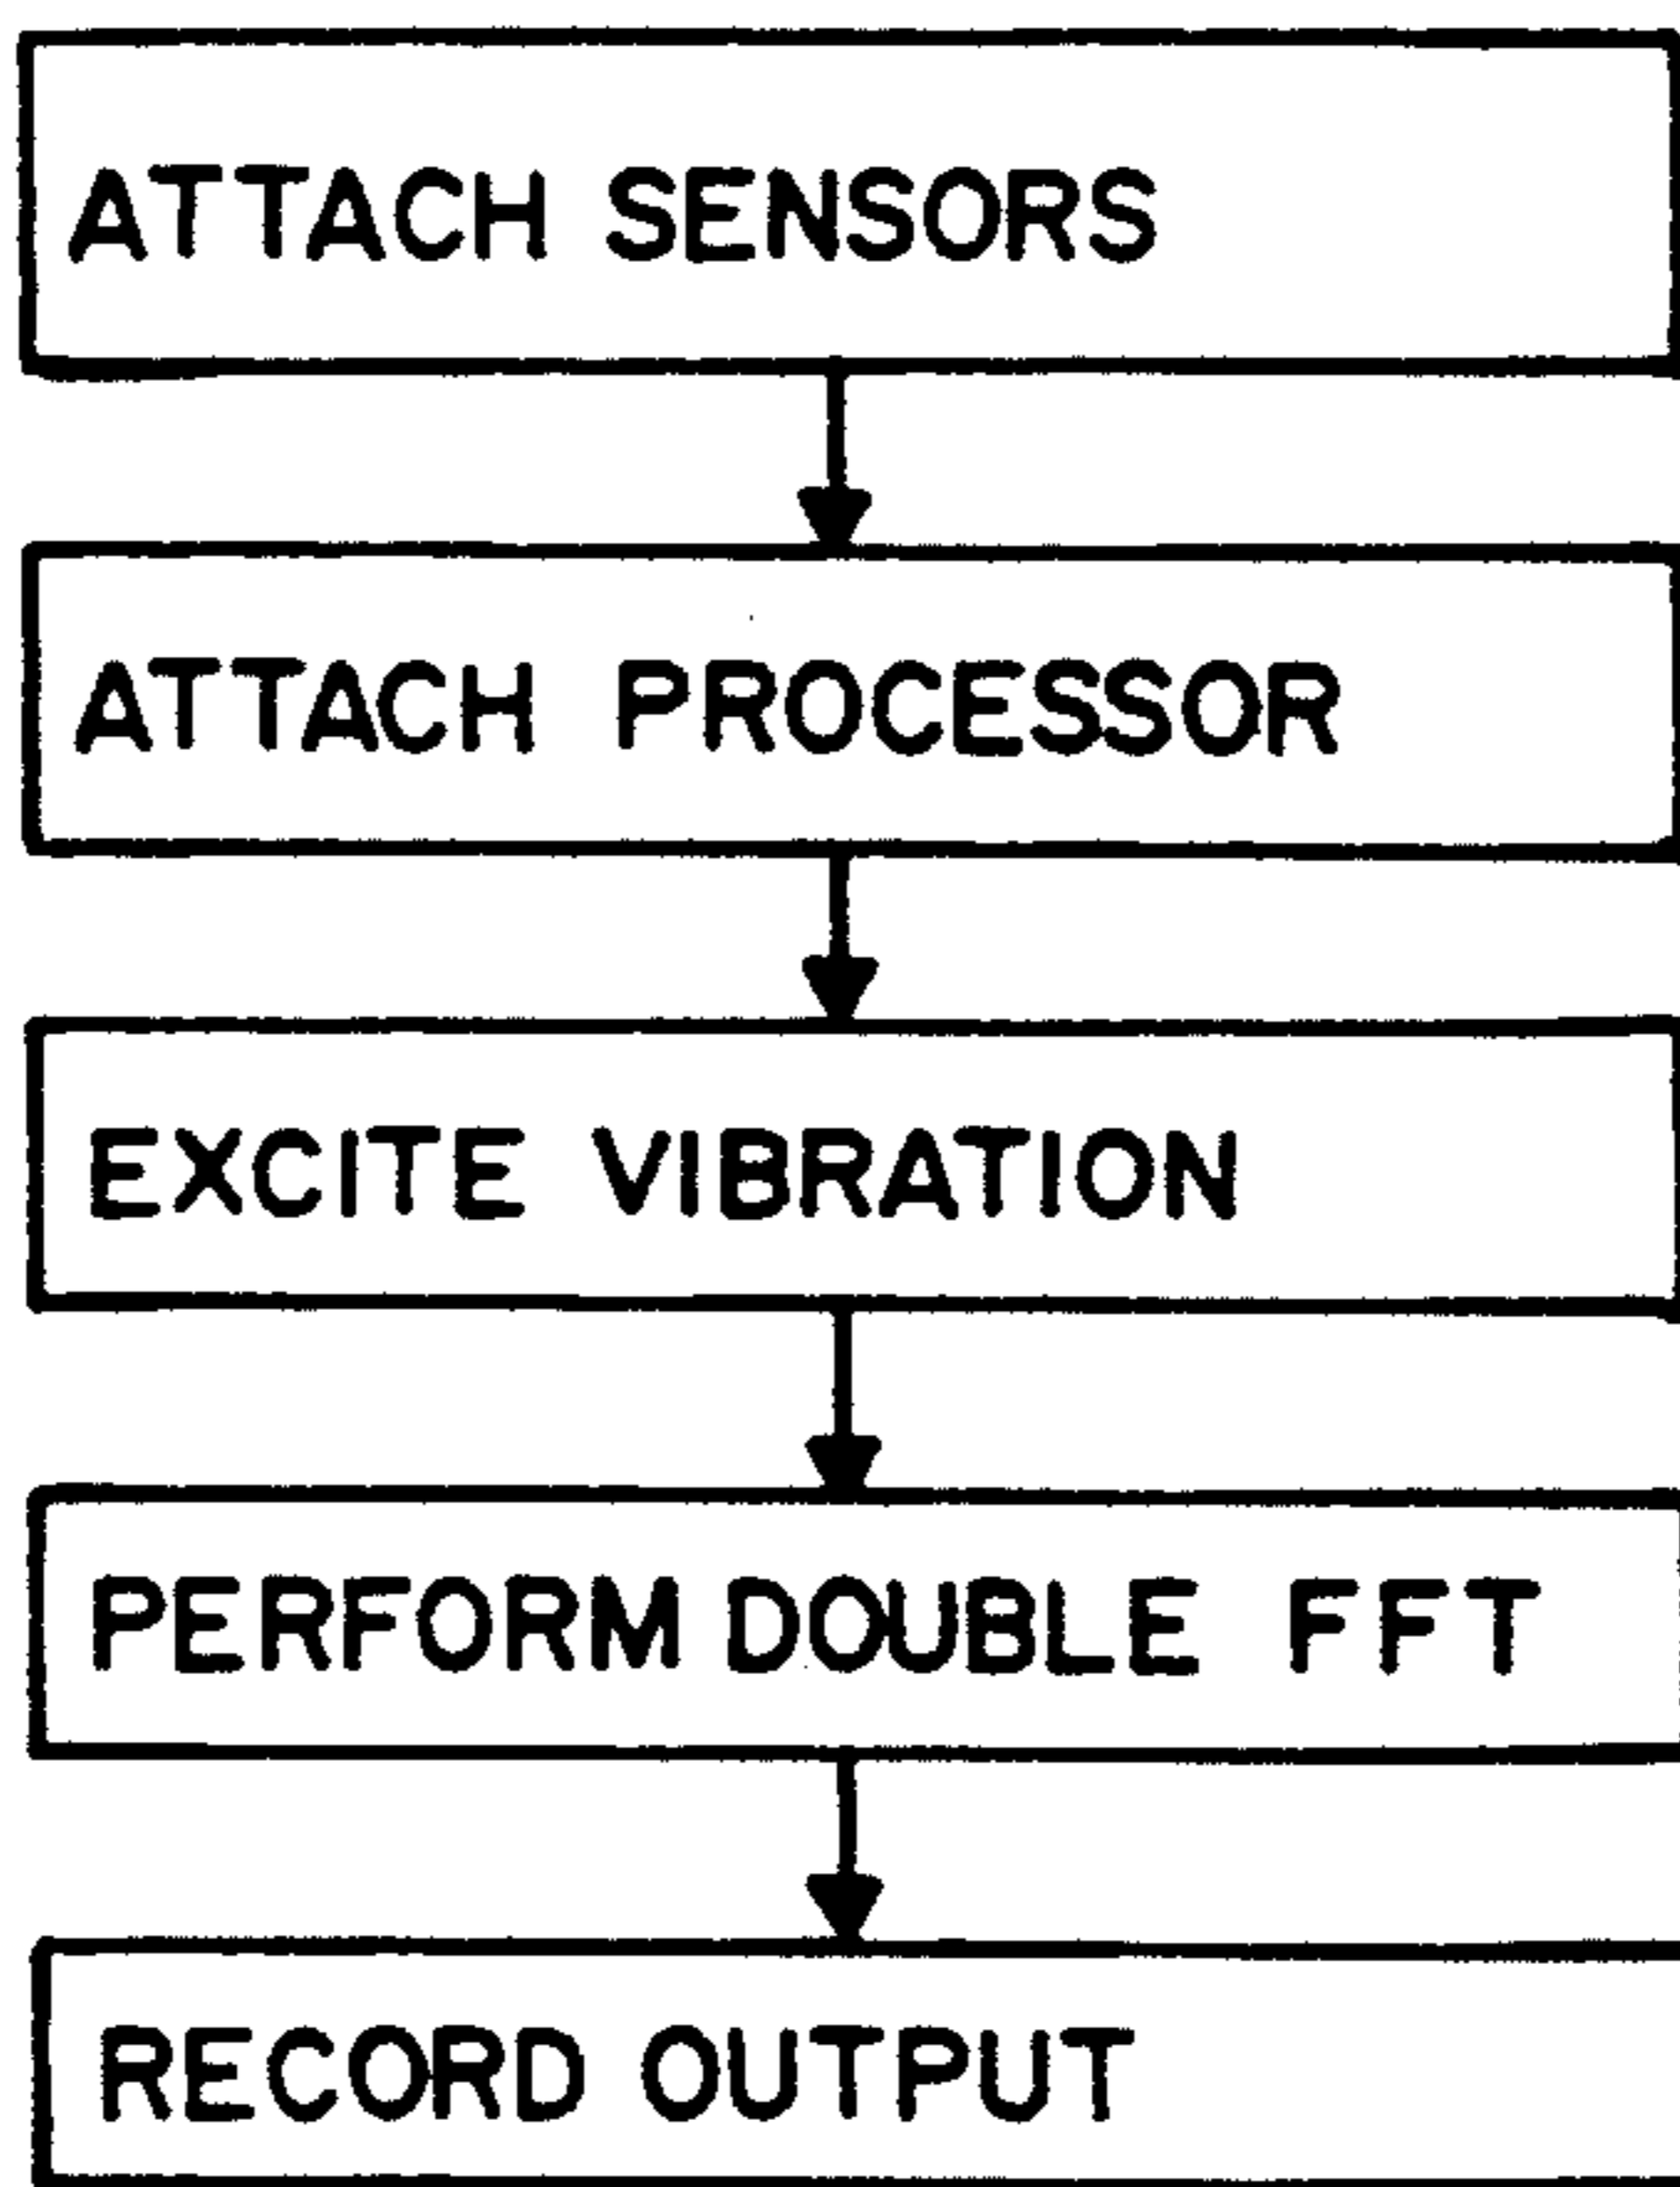 ATTACH SENSORS
ATTACH PROCESSOR
EXCITE VIBRATION
PERFORM DOUBLE FFT
RECORD OUTPUT